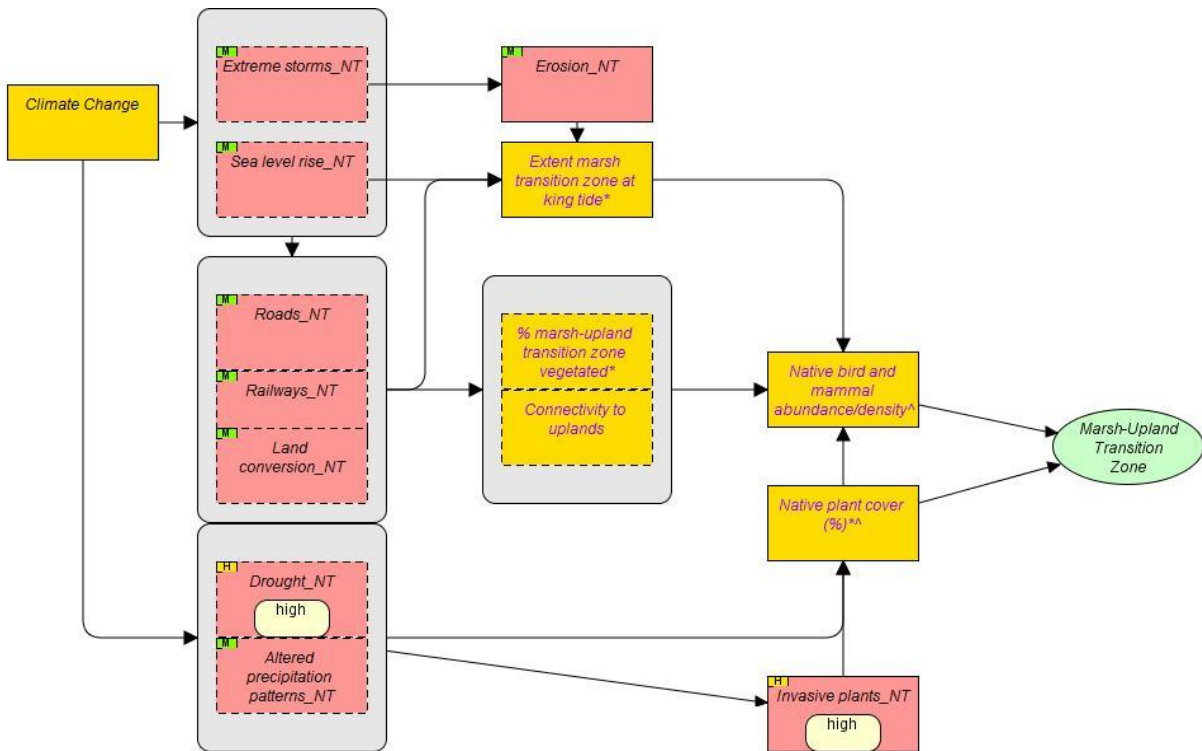 M
Extreme storms_NT
M
Erosion_NT
Climate Change
M
Sea level rise_NT
Extent marsh
transition zone at
king tide*
M
Roads_NT
M
Railways_NT
M
Land
conversion_NT
% marsh-upland
transition zone
vegetated*
Connectivity to
uplands
Native bird and
mammal
abundance/density^
Marsh-Upland
Transition
Zone
Native plant cover
(%)*^
H
Drought_NT
high
M
Altered
precipitation
patterns_NT
H
Invasive plants_NT
high